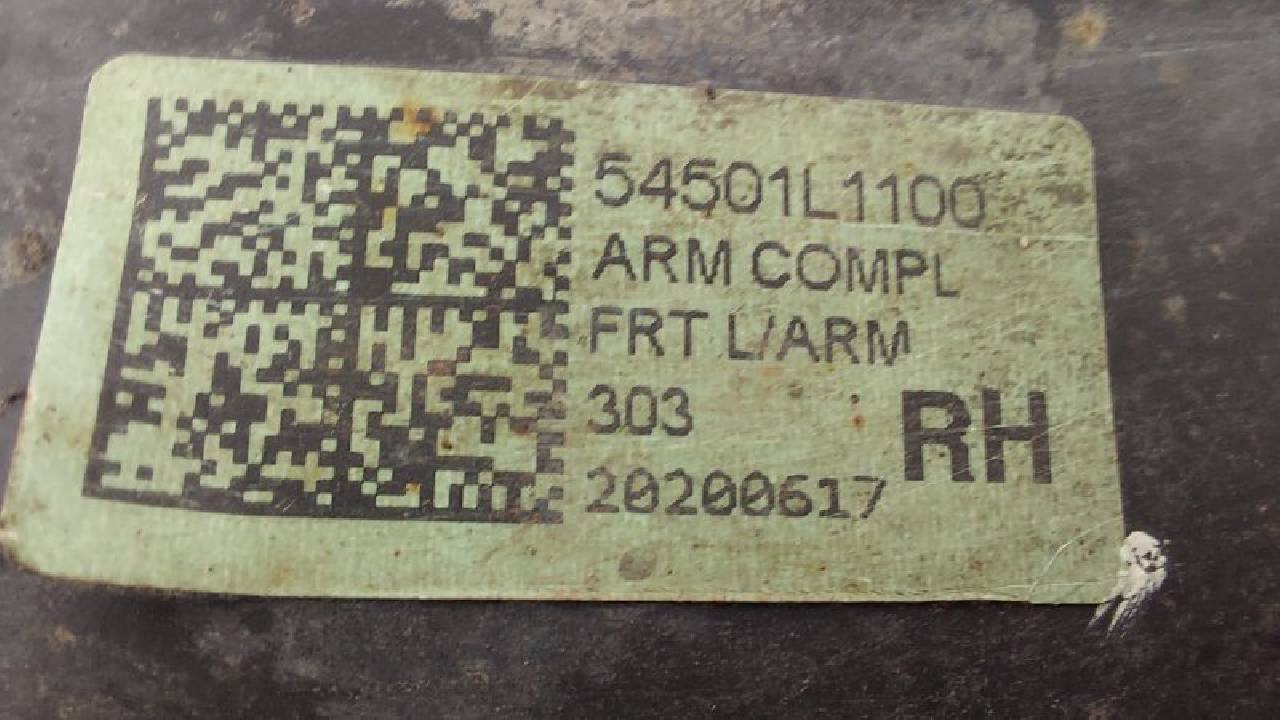 54501L1100
ARM COMPL
FRT L/ARM
303
RH
20200617